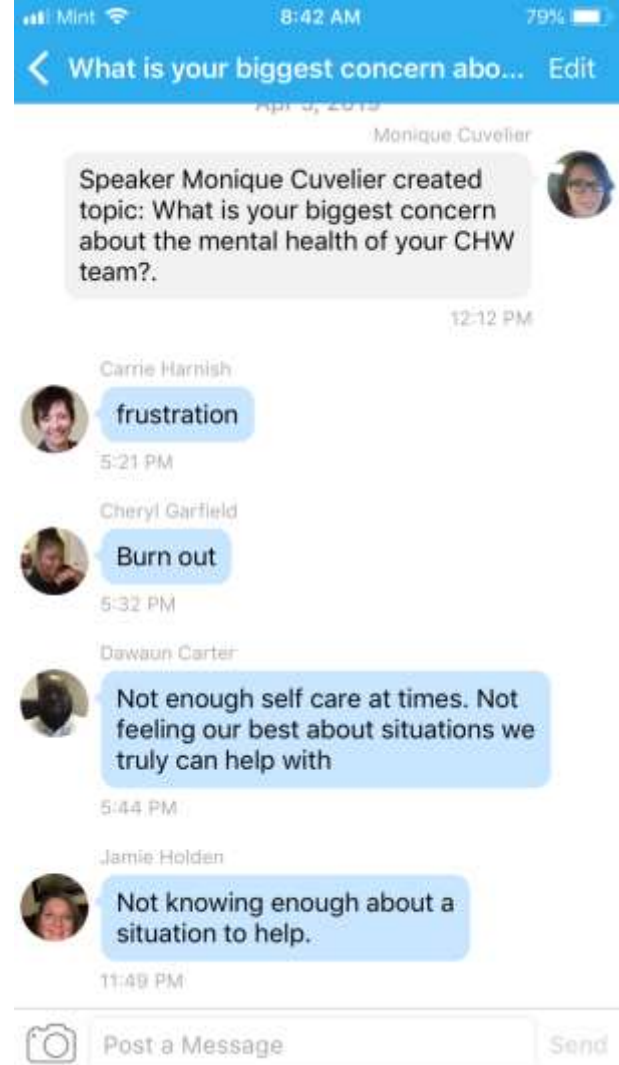 Mint 8:42 AM 79%
What is your biggest concern abo... Edit
Apr 5, 2019
Monique Cuvelier
Speaker Monique Cuvelier created
topic: What is your biggest concern
about the mental health of your CHW
team?.
12:12 PM
Carrie Harnish
frustration
5:21 PM
Cheryl Garfield
Burn out
5:32 PM
Dawaun Carter
Not enough self care at times. Not
feeling our best about situations we
truly can help with
5:44 PM
Jamie Holden
Not knowing enough about a
situation to help.
11:49 PM
Post a Message Send